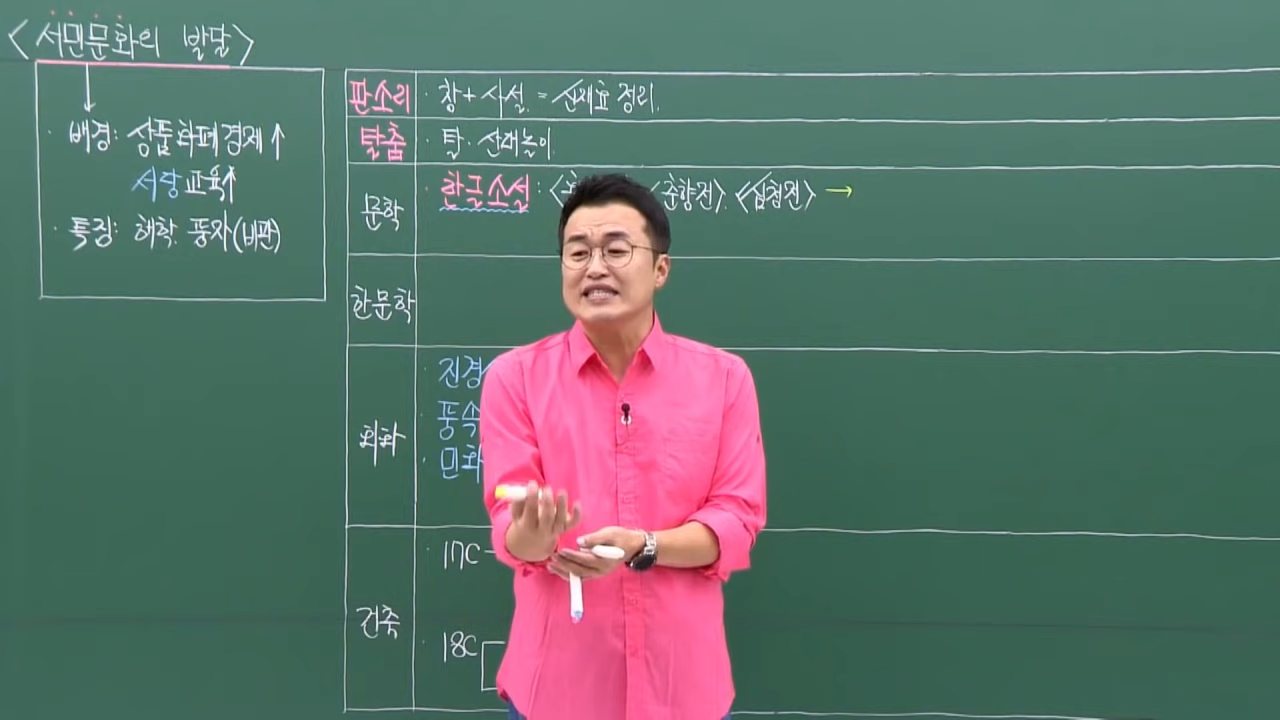 <서민문화의 발달>
· 배경: 상품화폐경제↑
서당교육↑
· 특징: 해학. 풍자(비판)
판소리 · 창+사설. = 신재효 정리.
탈춤 · 탈. 산대놀이.
문학 · 한글소설: 춘향전>. <심청전> →
한문학
회화 · 진경
· 풍속
· 민화
건축 · 17C-
· 18C